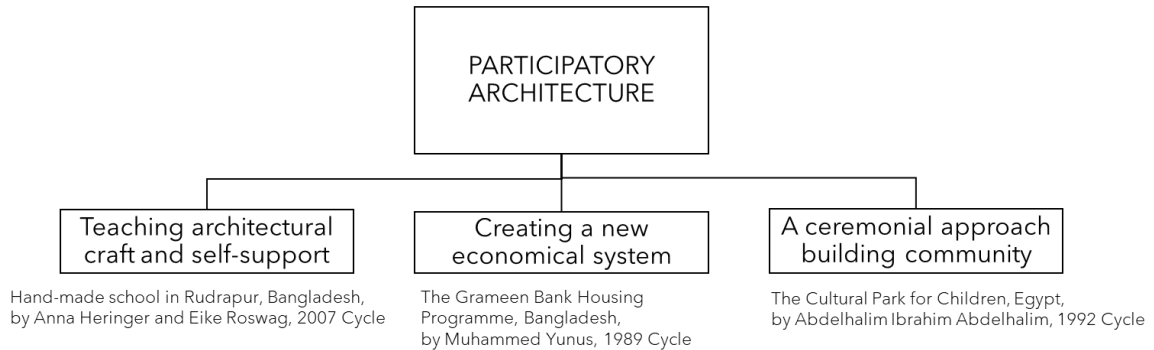 PARTICIPATORY
ARCHITECTURE
Teaching architectural
craft and self-support
Hand-made school in Rudrapur, Bangladesh,
by Anna Heringer and Eike Roswag, 2007 Cycle
Creating a new
economical system
The Grameen Bank Housing
Programme, Bangladesh,
by Muhammed Yunus, 1989 Cycle
A ceremonial approach
building community
The Cultural Park for Children, Egypt,
by Abdelhalim Ibrahim Abdelhalim, 1992 Cycle